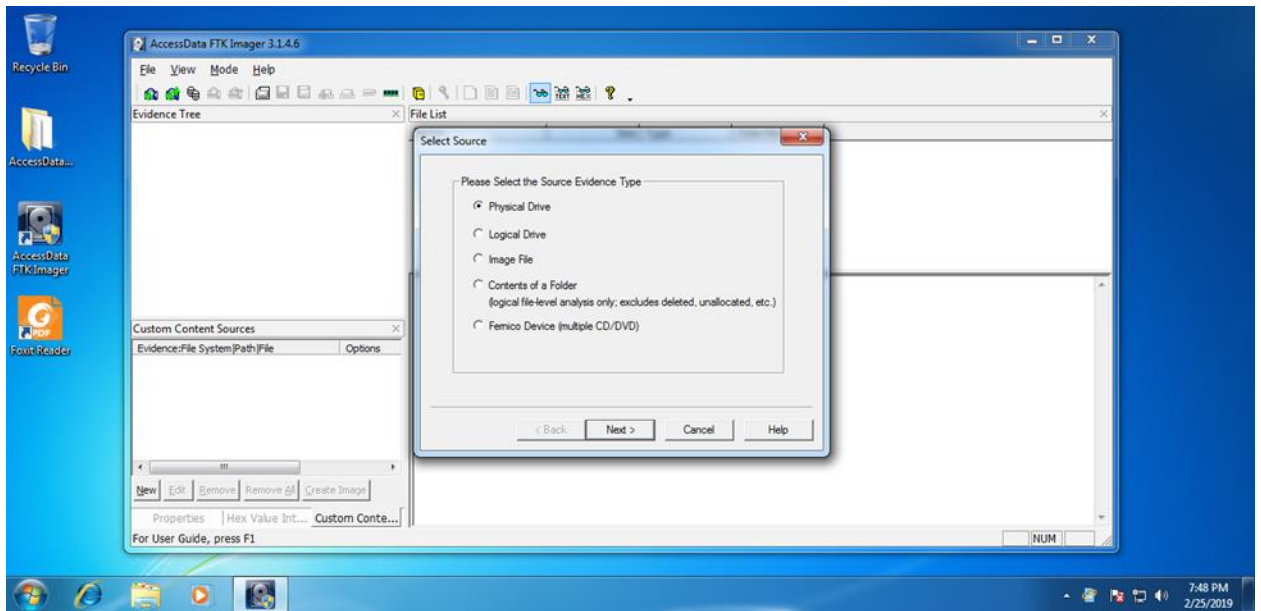 Recycle Bin
AccessData...
AccessData
FTK Imager
PDF
Foxit Reader
AccessData FTK Imager 3.1.4.6
File View Mode Help
TEXT HEX
Evidence Tree
File List
Select Source
Please Select the Source Evidence Type
Physical Drive
Logical Drive
Image File
Contents of a Folder
(logical file-level analysis only; excludes deleted, unallocated, etc.)
Fernico Device (multiple CD/DVD)
< Back Next > Cancel Help
Custom Content Sources
Evidence:File System|Path|File Options
New Edit Remove Remove All Create Image
Properties Hex Value Int... Custom Conte...
For User Guide, press F1
NUM
7:48 PM
2/25/2019